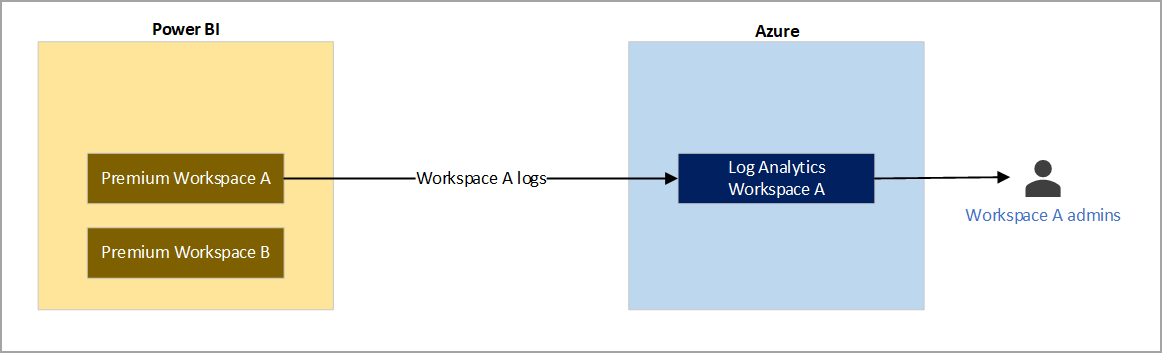 Power BI
Azure
Premium Workspace A
Workspace A logs
Log Analytics
Workspace A
Workspace A admins
Premium Workspace B